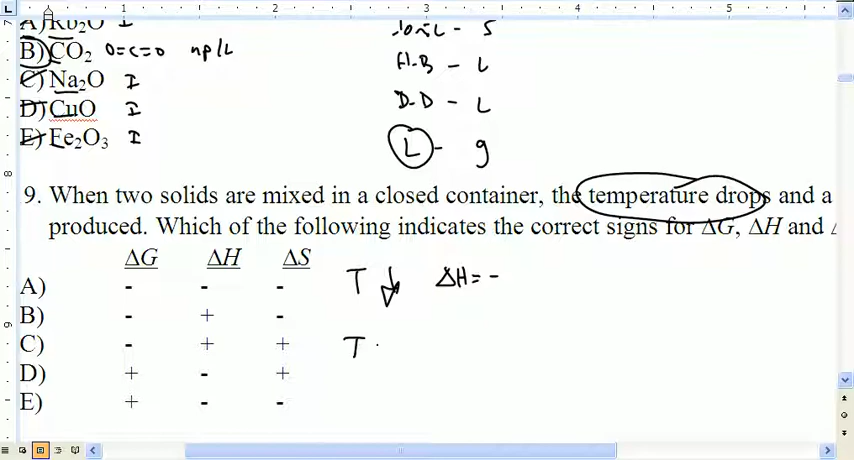 A) Rb2O I
B) CO2 O=C=O np/L
C) Na2O I
D) CuO I
E) Fe2O3 I
- S
H-B - L
D-D - L
L - g
9. When two solids are mixed in a closed container, the temperature drops and a
produced. Which of the following indicates the correct signs for ΔG, ΔH and
ΔG ΔH ΔS
A) - - - T ↓ ΔH = -
B) - + -
C) - + + T
D) + - +
E) + - -